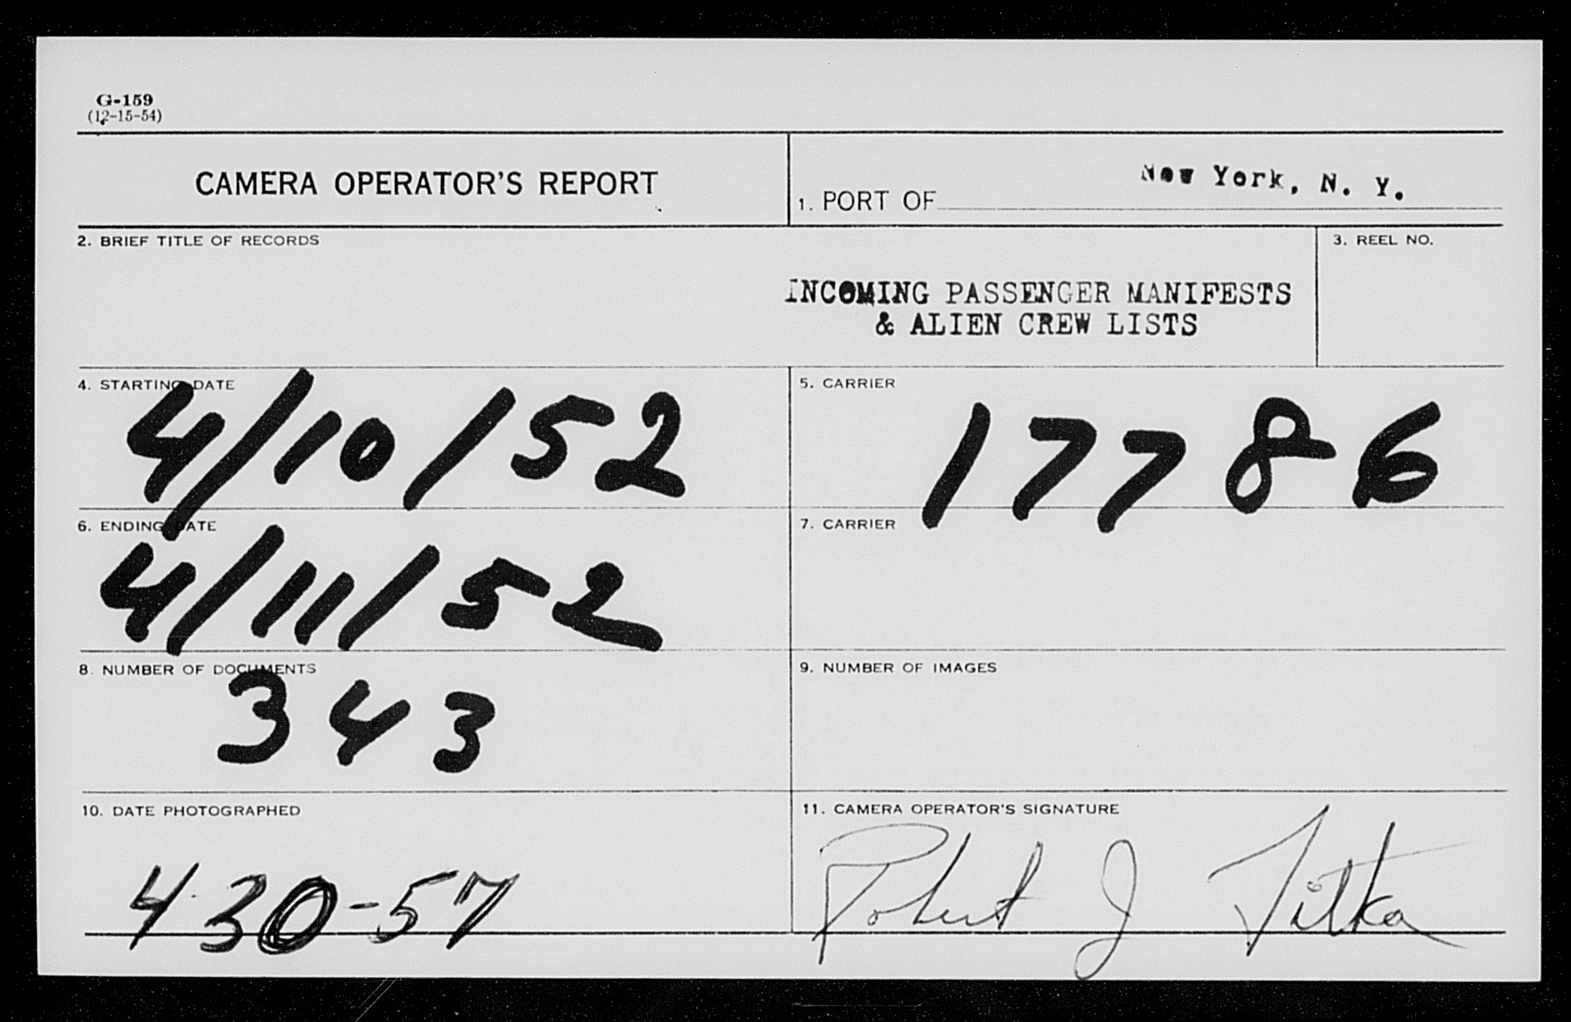 G-159
(12-15-54)
CAMERA OPERATOR'S REPORT
1. PORT OF New York, N. Y.
2. BRIEF TITLE OF RECORDS
INCOMING PASSENGER MANIFESTS
& ALIEN CREW LISTS
3. REEL NO.
4. STARTING DATE
4/10/52
5. CARRIER
17786
6. ENDING DATE
4/11/52
7. CARRIER
8. NUMBER OF DOCUMENTS
343
9. NUMBER OF IMAGES
10. DATE PHOTOGRAPHED
4-30-57
11. CAMERA OPERATOR'S SIGNATURE
Robert J